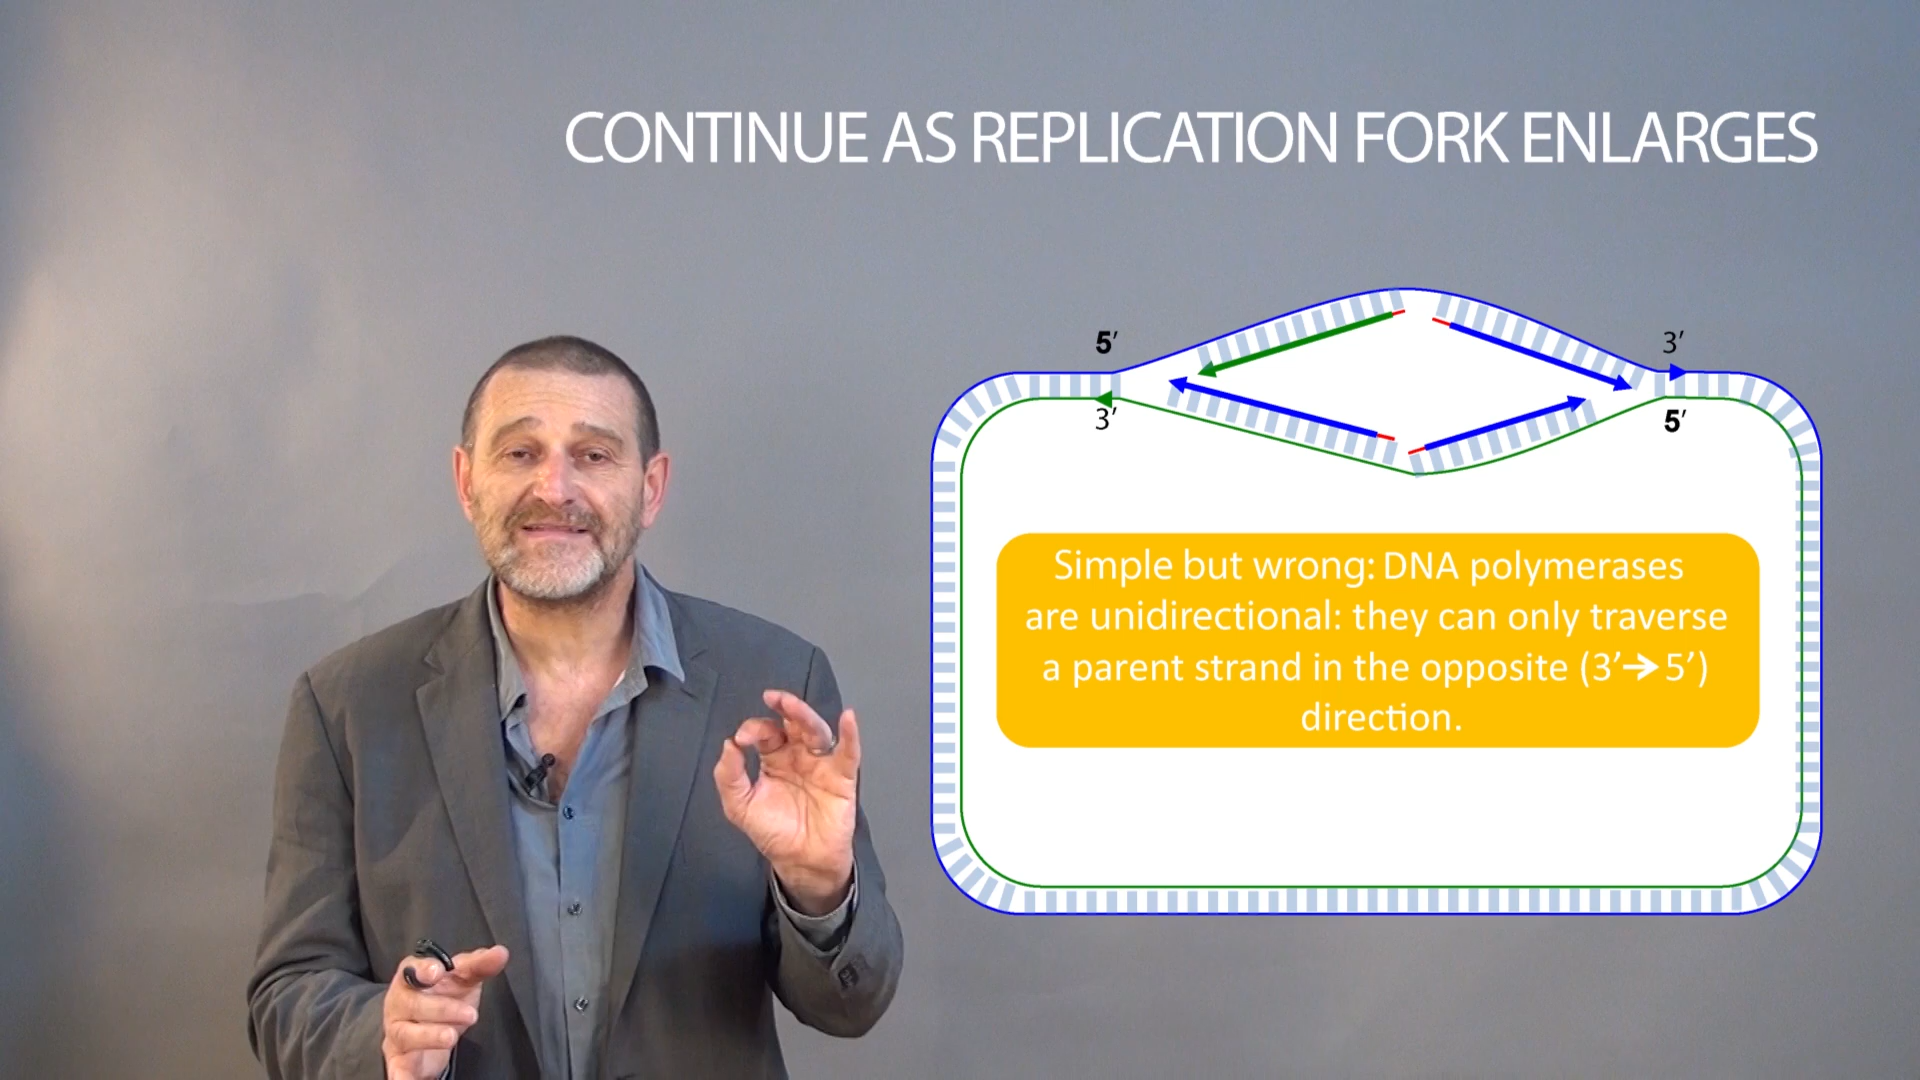 CONTINUE AS REPLICATION FORK ENLARGES
5′
3′
3′
5′
Simple but wrong: DNA polymerases
are unidirectional: they can only traverse
a parent strand in the opposite (3′→5′)
direction.